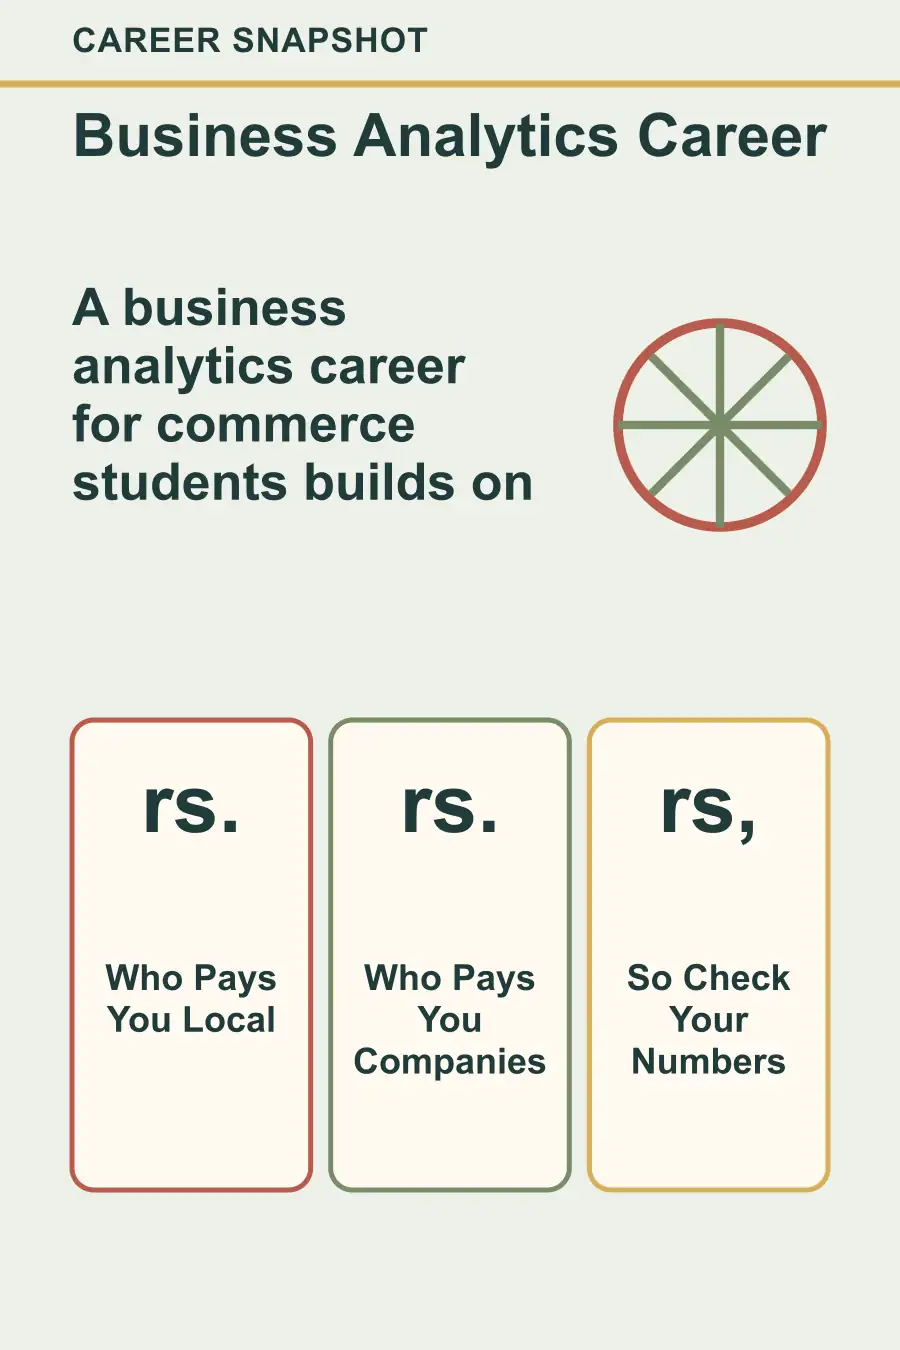 CAREER SNAPSHOT
Business Analytics Career
A business
analytics career
for commerce
students builds on
rs.
Who Pays
You Local
rs.
Who Pays
You
Companies
rs,
So Check
Your
Numbers